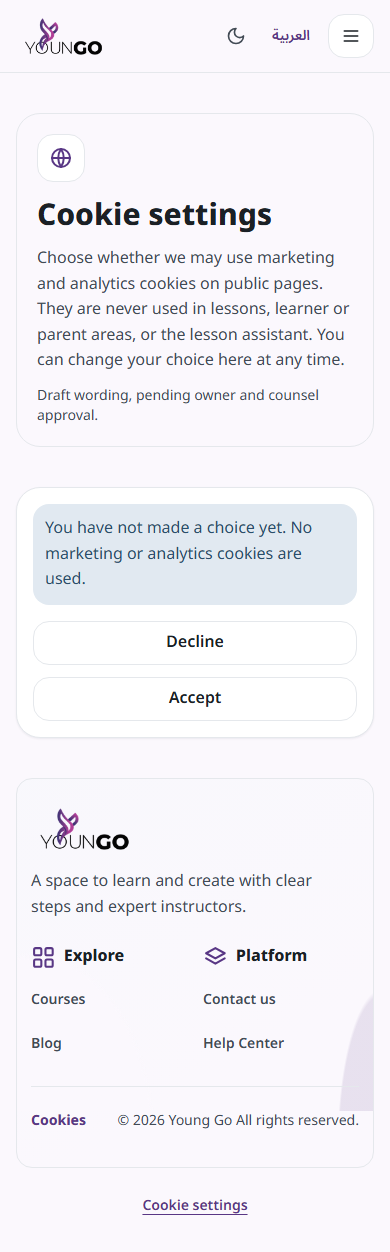 YOUNGO
العربية
Cookie settings
Choose whether we may use marketing
and analytics cookies on public pages.
They are never used in lessons, learner or
parent areas, or the lesson assistant. You
can change your choice here at any time.
Draft wording, pending owner and counsel
approval.
You have not made a choice yet. No
marketing or analytics cookies are
used.
Decline
Accept
YOUNGO
A space to learn and create with clear
steps and expert instructors.
Explore
Platform
Courses
Contact us
Blog
Help Center
Cookies
© 2026 Young Go All rights reserved.
Cookie settings